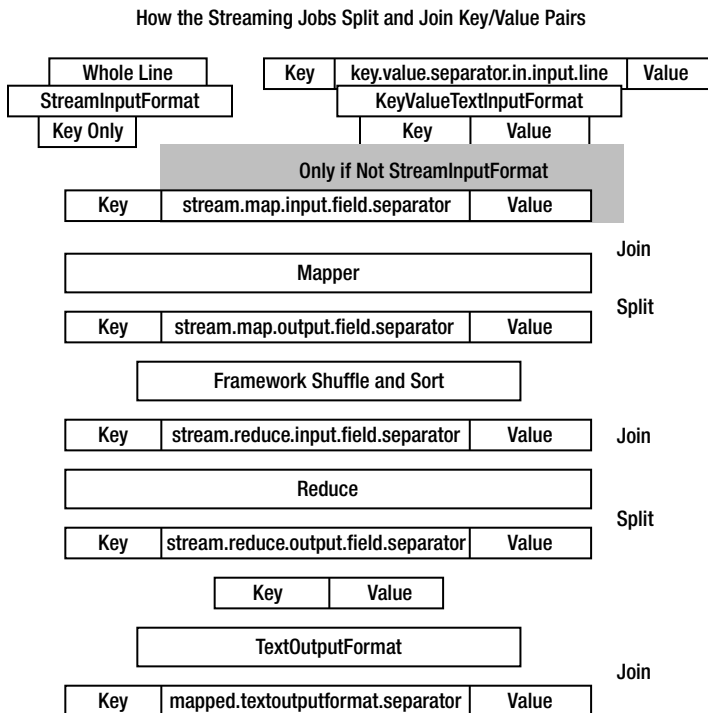 How the Streaming Jobs Split and Join Key/Value Pairs
Whole Line
Key key.value.separator.in.input.line Value
StreamInputFormat
KeyValueTextInputFormat
Key Only
Key Value
Only if Not StreamInputFormat
Key stream.map.input.field.separator Value
Join
Mapper
Split
Key stream.map.output.field.separator Value
Framework Shuffle and Sort
Key stream.reduce.input.field.separator Value Join
Reduce
Split
Key stream.reduce.output.field.separator Value
Key Value
TextOutputFormat
Join
Key mapped.textoutputformat.separator Value